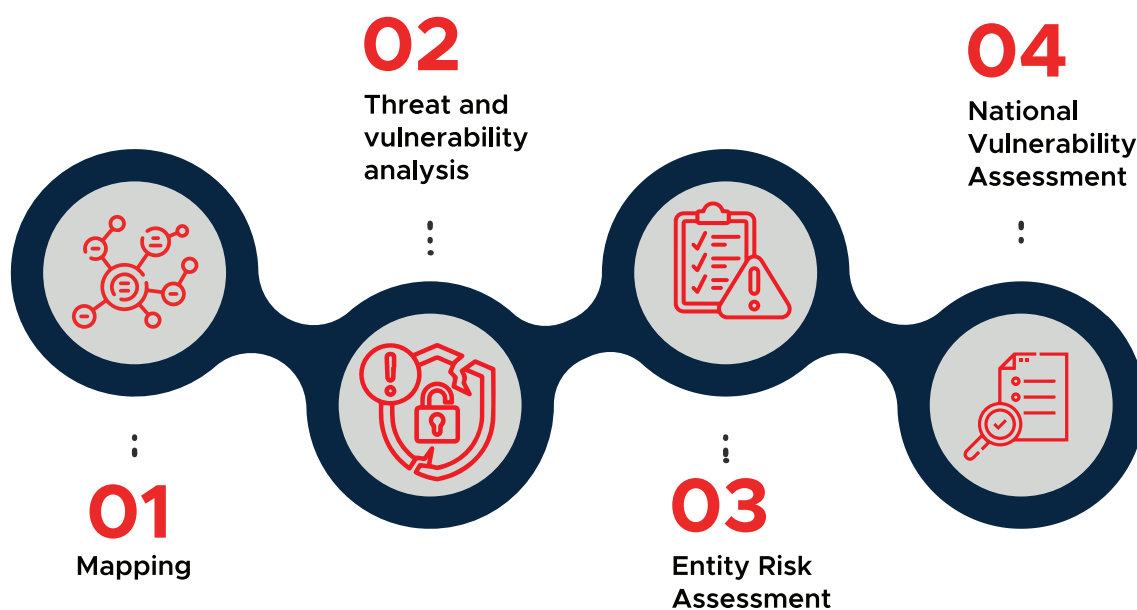 01
Mapping
02
Threat and
vulnerability
analysis
03
Entity Risk
Assessment
04
National
Vulnerability
Assessment